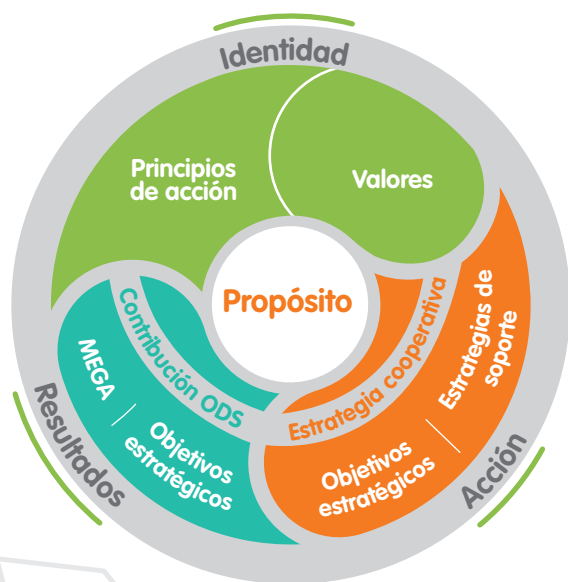 Identidad
Principios
de acción
Valores
Propósito
Contribución ODS
MEGA
Objetivos
estratégicos
Resultados
Estrategia cooperativa
Estrategias de
soporte
Objetivos
estratégicos
Acción